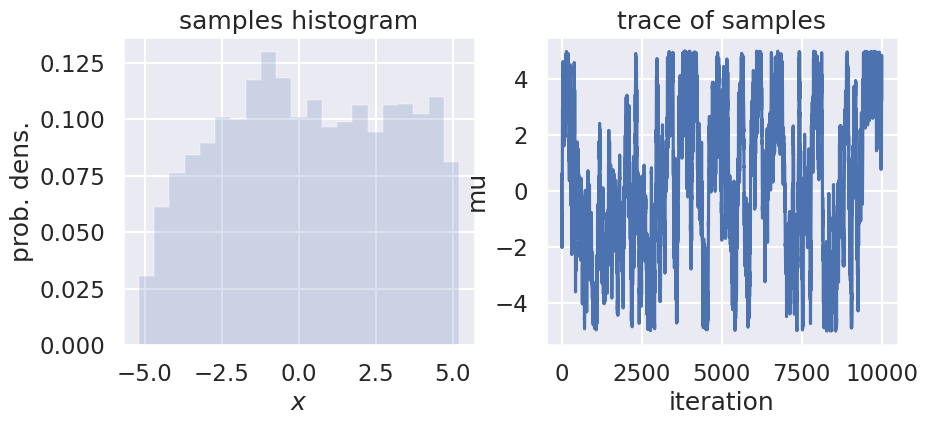 samples histogram
prob. dens.
0.125
0.100
0.075
0.050
0.025
0.000
−5.0 −2.5 0.0 2.5 5.0
x
trace of samples
mu
4
2
0
−2
−4
0 2500 5000 7500 10000
iteration